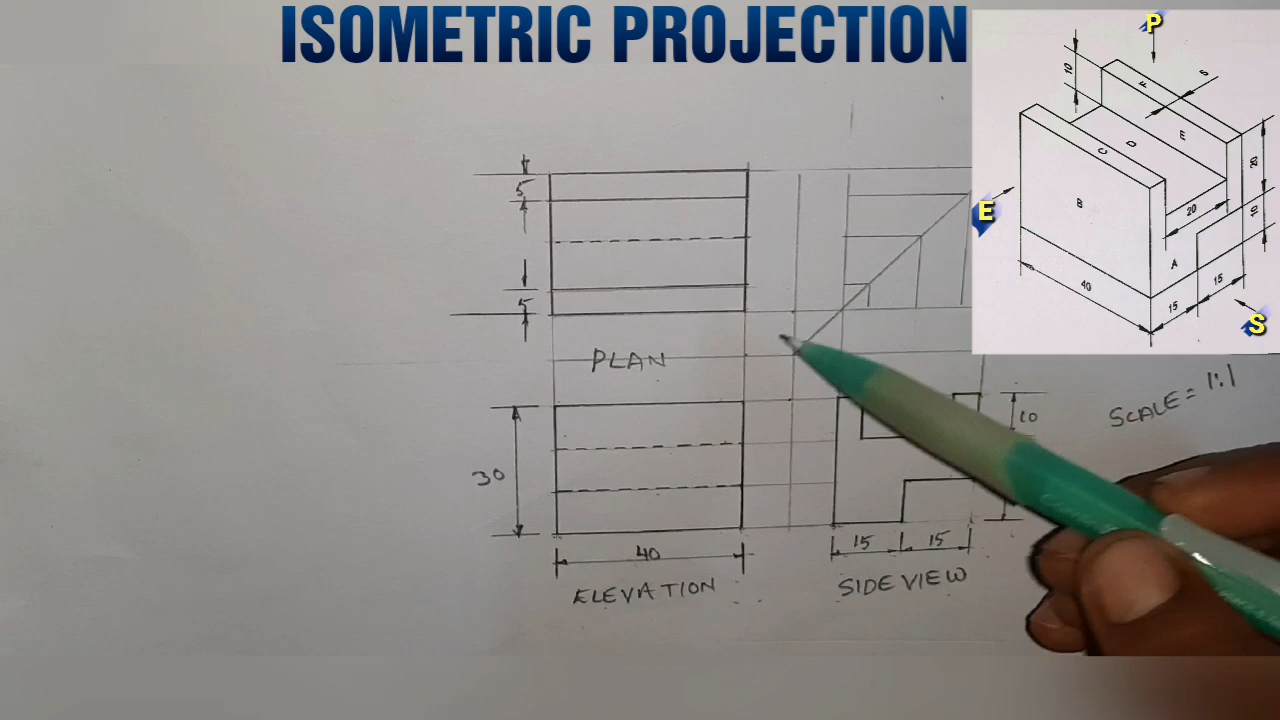 ISOMETRIC PROJECTION
P
10
5
F
E
D
C
B
20
20
10
E
A
40
15
15
S
5
5
PLAN
SCALE = 1:1
10
30
40
15
15
ELEVATION
SIDE VIEW